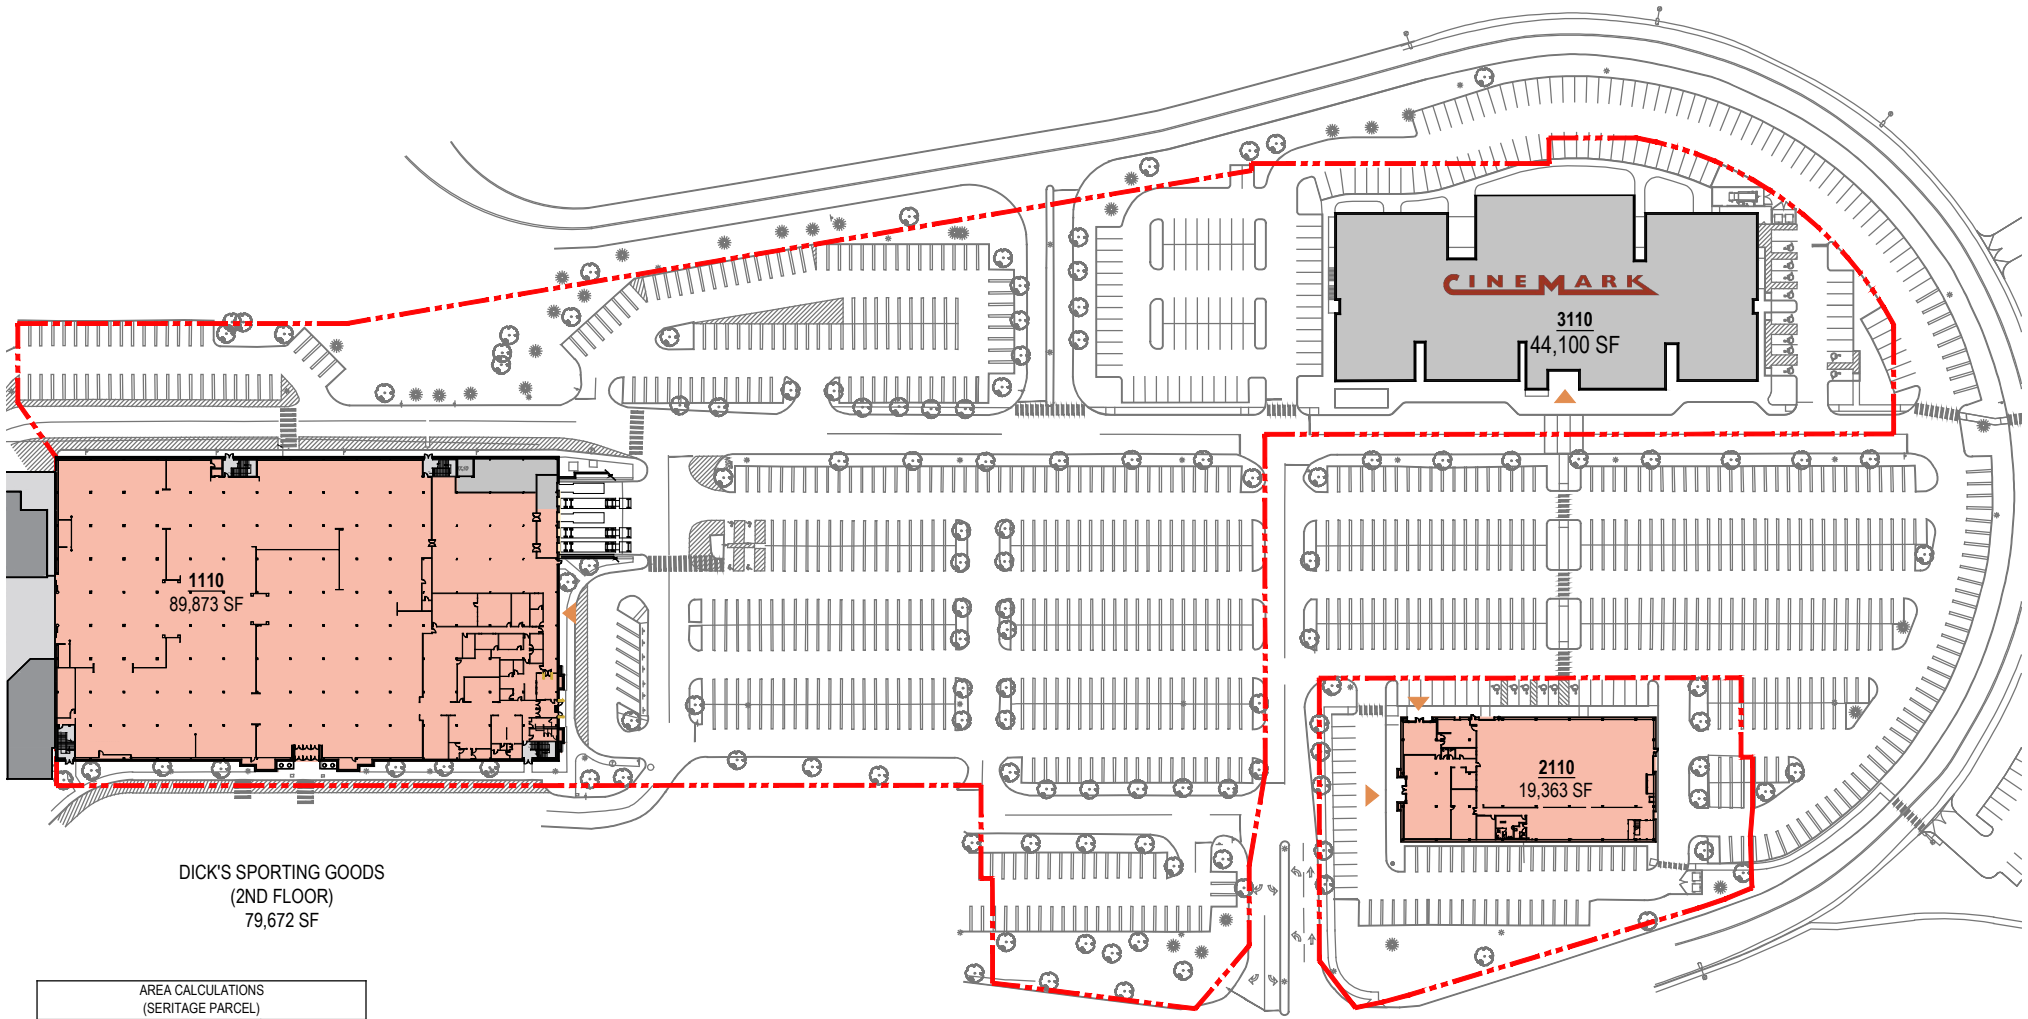 CINEMARK
3110
44,100 SF
1110
89,873 SF
2110
19,363 SF
DICK'S SPORTING GOODS
(2ND FLOOR)
79,672 SF
AREA CALCULATIONS
(SERITAGE PARCEL)